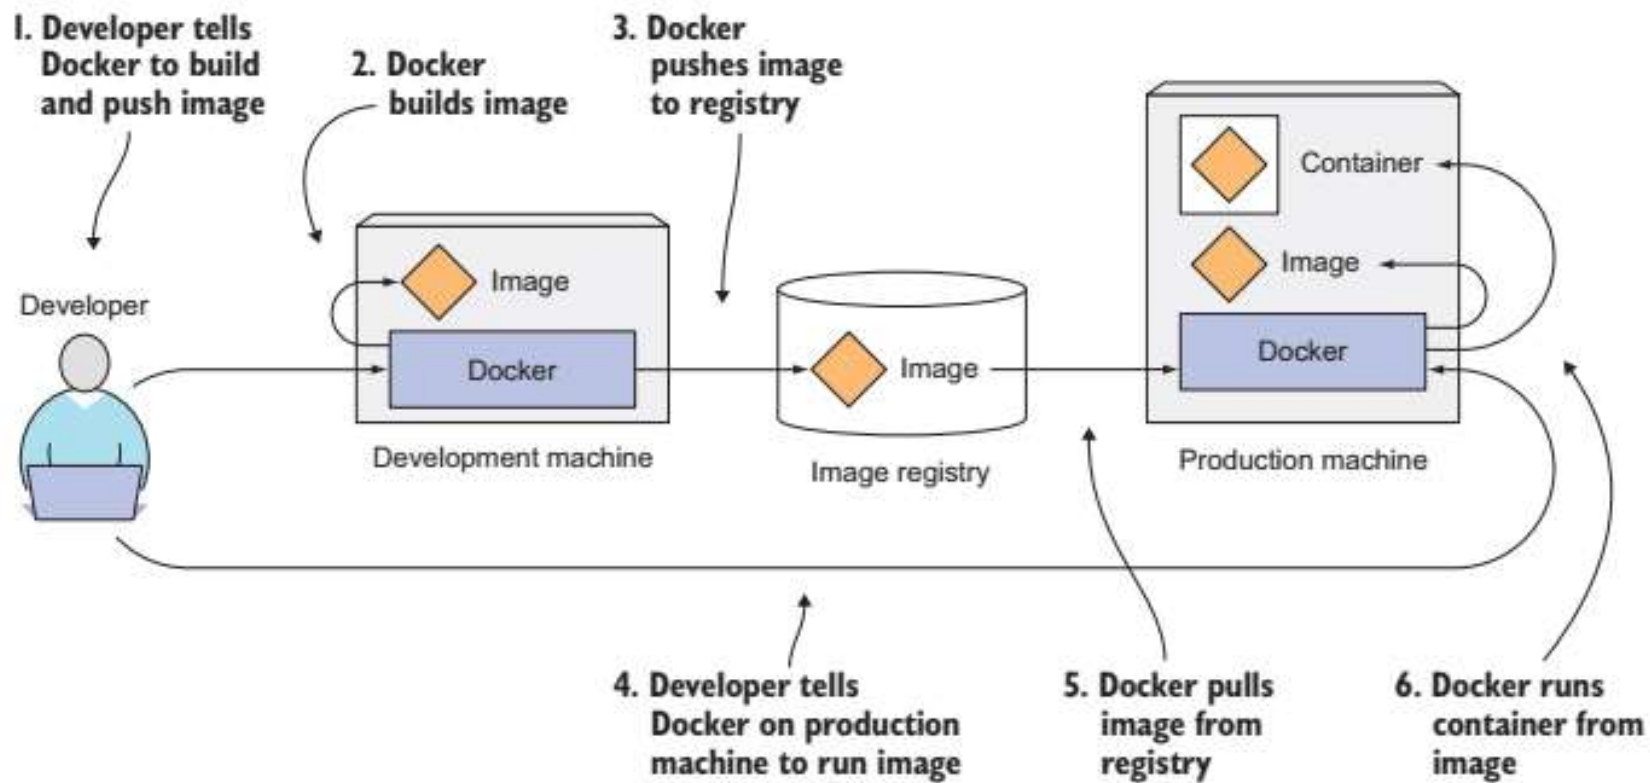 1. Developer tells
Docker to build
and push image
2. Docker
builds image
3. Docker
pushes image
to registry
Developer
Image
Docker
Development machine
Image
Image registry
Container
Image
Docker
Production machine
4. Developer tells
Docker on production
machine to run image
5. Docker pulls
image from
registry
6. Docker runs
container from
image